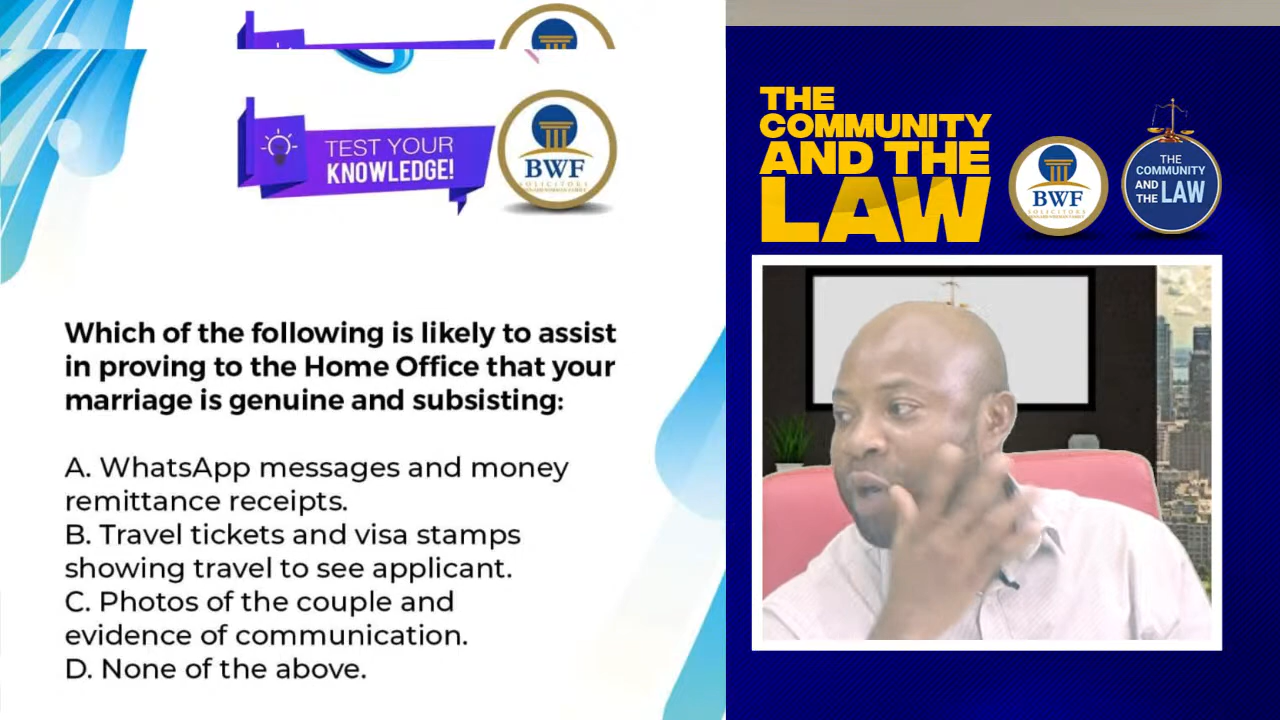 TEST YOUR
KNOWLEDGE!
BWF
SOLICITORS
Which of the following is likely to assist
in proving to the Home Office that your
marriage is genuine and subsisting:
A. WhatsApp messages and money
remittance receipts.
B. Travel tickets and visa stamps
showing travel to see applicant.
C. Photos of the couple and
evidence of communication.
D. None of the above.
THE
COMMUNITY
AND THE
LAW
BWF
SOLICITORS
THE
COMMUNITY
AND
THE LAW